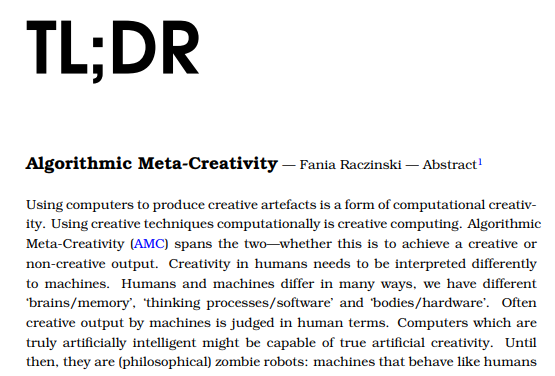 TL;DR
Algorithmic Meta-Creativity — Fania Raczinski — Abstract1
Using computers to produce creative artefacts is a form of computational creativ-
ity. Using creative techniques computationally is creative computing. Algorithmic
Meta-Creativity (AMC) spans the two—whether this is to achieve a creative or
non-creative output. Creativity in humans needs to be interpreted differently
to machines. Humans and machines differ in many ways, we have different
‘brains/memory’, ‘thinking processes/software’ and ‘bodies/hardware’. Often
creative output by machines is judged in human terms. Computers which are
truly artificially intelligent might be capable of true artificial creativity. Until
then, they are (philosophical) zombie robots: machines that behave like humans